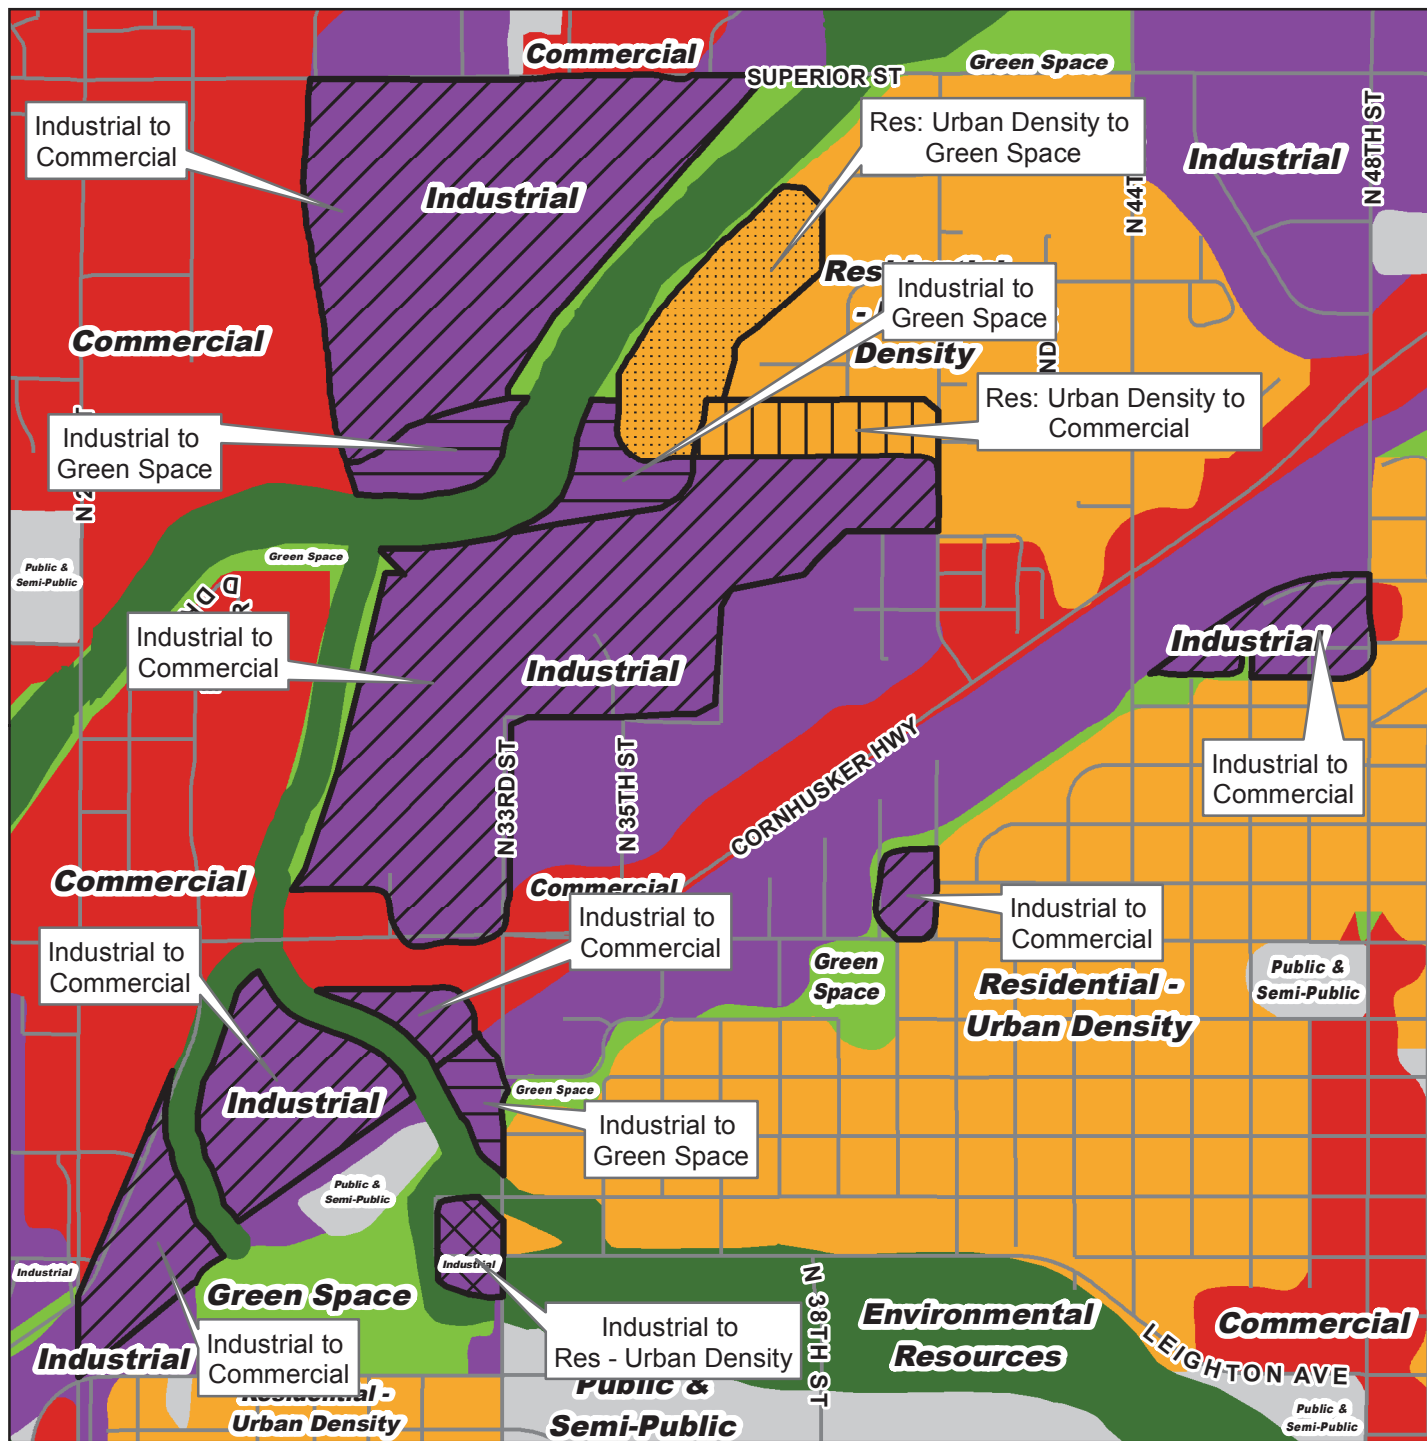 Commercial
SUPERIOR ST
Green Space
Industrial to
Commercial
Res: Urban Density to
Green Space
N 48TH ST
Industrial
Industrial
N 44T
Industrial to
Green Space
Density
Commercial
Res: Urban Density to
Commercial
Industrial to
Green Space
Green Space
Public &
Semi-Public
Industrial to
Commercial
Industrial
Industrial
N 33RD ST
N 35TH ST
CORNHUSKER HWY
Industrial to
Commercial
Commercial
Commercial
Industrial to
Commercial
Industrial to
Commercial
Industrial to
Commercial
Green
Space
Residential -
Urban Density
Public &
Semi-Public
Industrial
Green Space
Industrial to
Green Space
Public &
Semi-Public
Industrial
Industrial
Green Space
N 38TH ST
Environmental
Resources
Commercial
LEIGHTON AVE
Industrial to
Res - Urban Density
Industrial
Industrial to
Commercial
Residential -
Urban Density
Public &
Semi-Public
Public &
Semi-Public